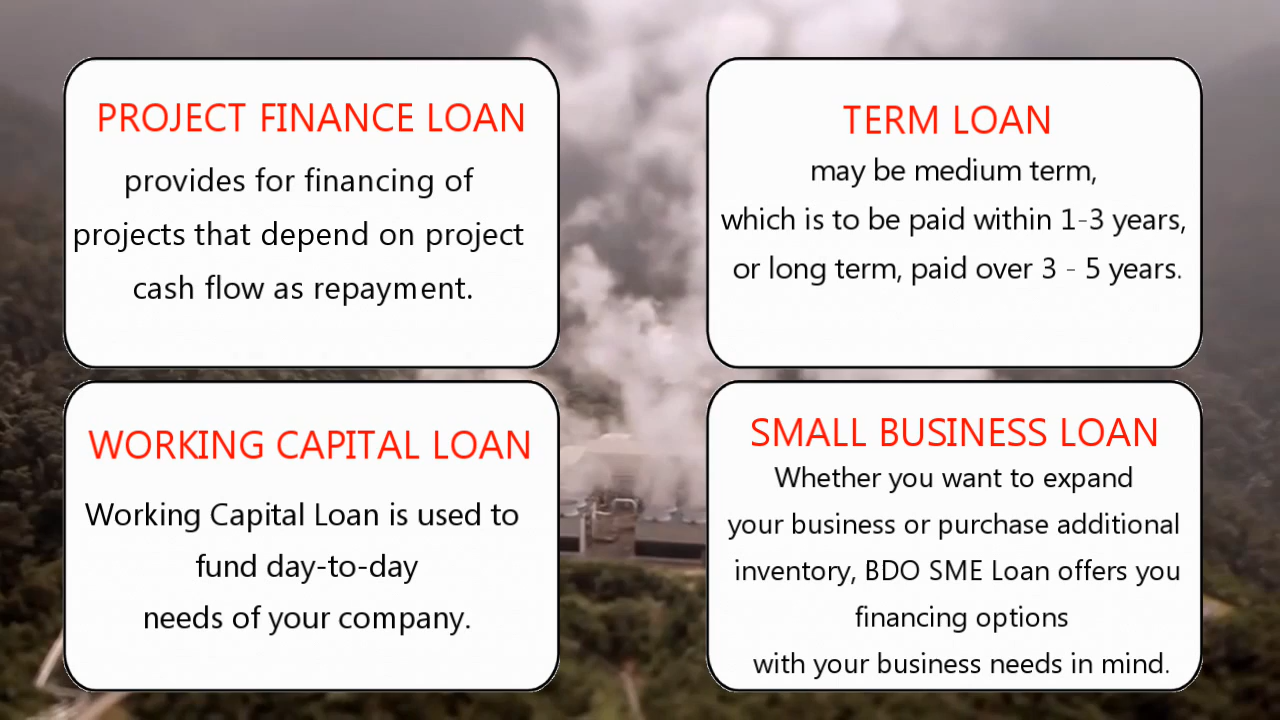 PROJECT FINANCE LOAN
provides for financing of
projects that depend on project
cash flow as repayment.
TERM LOAN
may be medium term,
which is to be paid within 1-3 years,
or long term, paid over 3 - 5 years.
WORKING CAPITAL LOAN
Working Capital Loan is used to
fund day-to-day
needs of your company.
SMALL BUSINESS LOAN
Whether you want to expand
your business or purchase additional
inventory, BDO SME Loan offers you
financing options
with your business needs in mind.